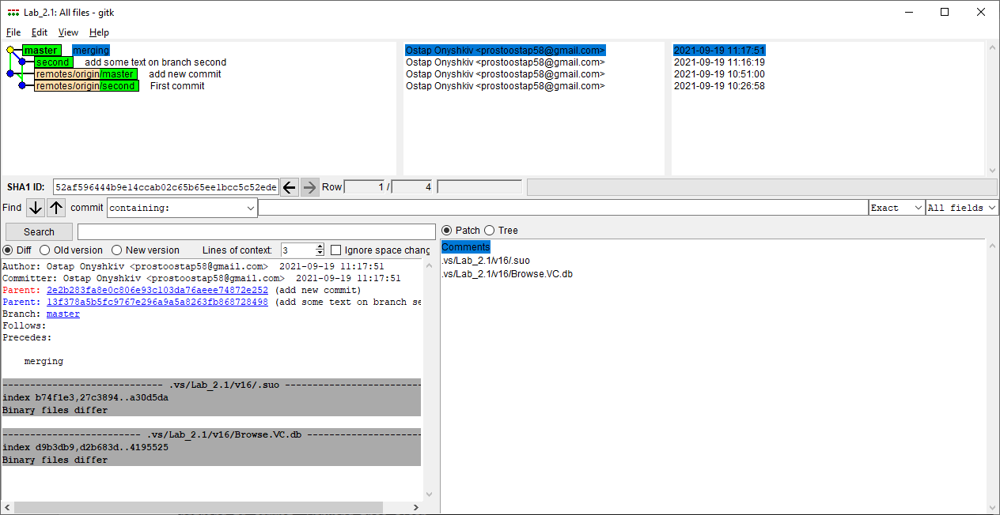 Lab_2.1: All files - gitk
File Edit View Help
master merging Ostap Onyshkiv <prostoostap58@gmail.com> 2021-09-19 11:17:51
second add some text on branch second Ostap Onyshkiv <prostoostap58@gmail.com> 2021-09-19 11:16:19
remotes/origin/master add new commit Ostap Onyshkiv <prostoostap58@gmail.com> 2021-09-19 10:51:00
remotes/origin/second First commit Ostap Onyshkiv <prostoostap58@gmail.com> 2021-09-19 10:26:58
SHA1 ID: 52af596444b9e14ccab02c65b65ee1bcc5c52ede Row 1 / 4
Find commit containing: Exact All fields
Search Patch Tree
Diff Old version New version Lines of context: 3 Ignore space chang
Comments
.vs/Lab_2.1/v16/.suo
.vs/Lab_2.1/v16/Browse.VC.db
Author: Ostap Onyshkiv <prostoostap58@gmail.com> 2021-09-19 11:17:51
Committer: Ostap Onyshkiv <prostoostap58@gmail.com> 2021-09-19 11:17:51
Parent: 2e2b283fa8e0c806e93c103da76aeee74872e252 (add new commit)
Parent: 13f378a5b5fc9767e296a9a5a8263fb868728498 (add some text on branch se
Branch: master
Follows:
Precedes:
merging
----------------------------- .vs/Lab_2.1/v16/.suo -------------------------
index b74f1e3,27c3894..a30d5da
Binary files differ
------------------------- .vs/Lab_2.1/v16/Browse.VC.db ---------------------
index d9b3db9,d2b683d..4195525
Binary files differ